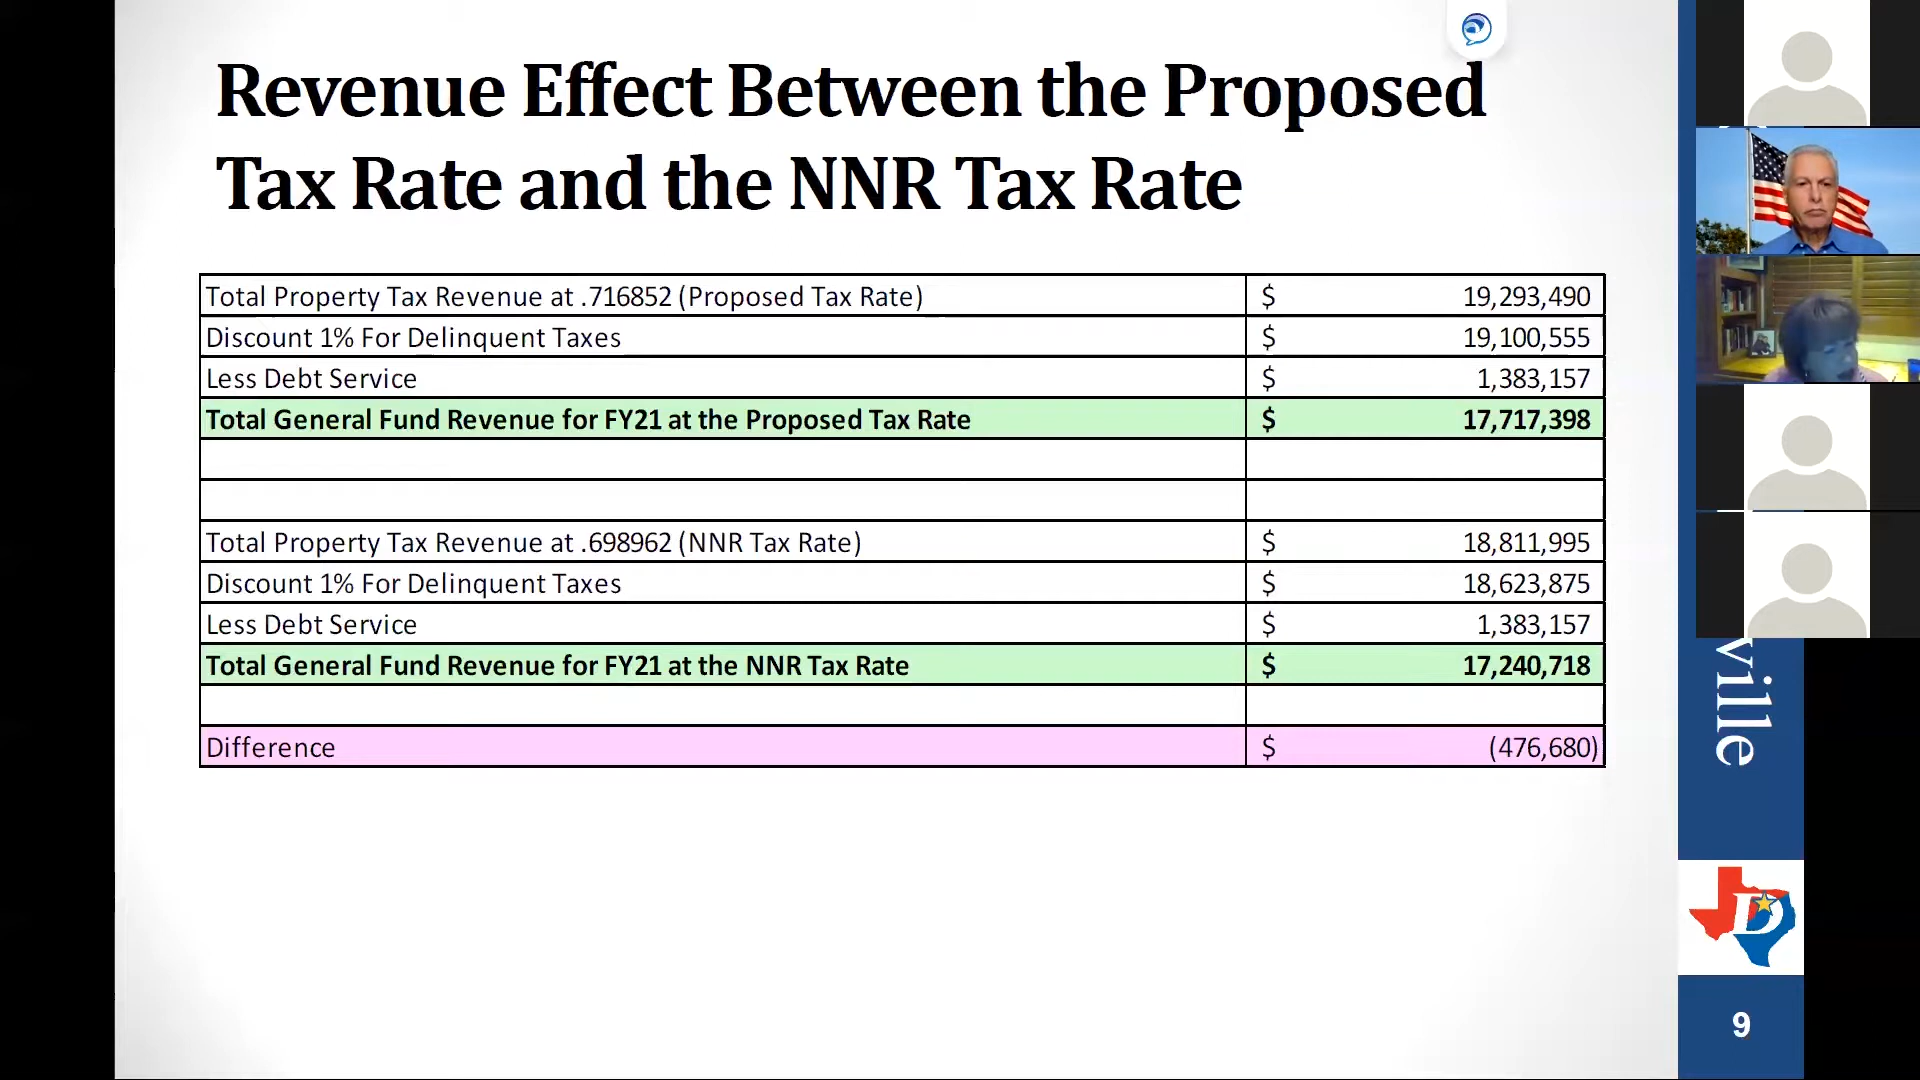 Revenue Effect Between the Proposed
Tax Rate and the NNR Tax Rate
Total Property Tax Revenue at .716852 (Proposed Tax Rate) $ 19,293,490
Discount 1% For Delinquent Taxes $ 19,100,555
Less Debt Service $ 1,383,157
Total General Fund Revenue for FY21 at the Proposed Tax Rate $ 17,717,398
Total Property Tax Revenue at .698962 (NNR Tax Rate) $ 18,811,995
Discount 1% For Delinquent Taxes $ 18,623,875
Less Debt Service $ 1,383,157
Total General Fund Revenue for FY21 at the NNR Tax Rate $ 17,240,718
Difference $ (476,680)
ville
D
9